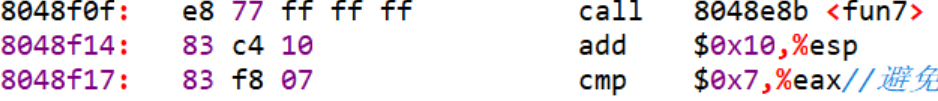 8048f0f: e8 77 ff ff ff call 8048e8b <fun7>
8048f14: 83 c4 10 add $0x10,%esp
8048f17: 83 f8 07 cmp $0x7,%eax//避免